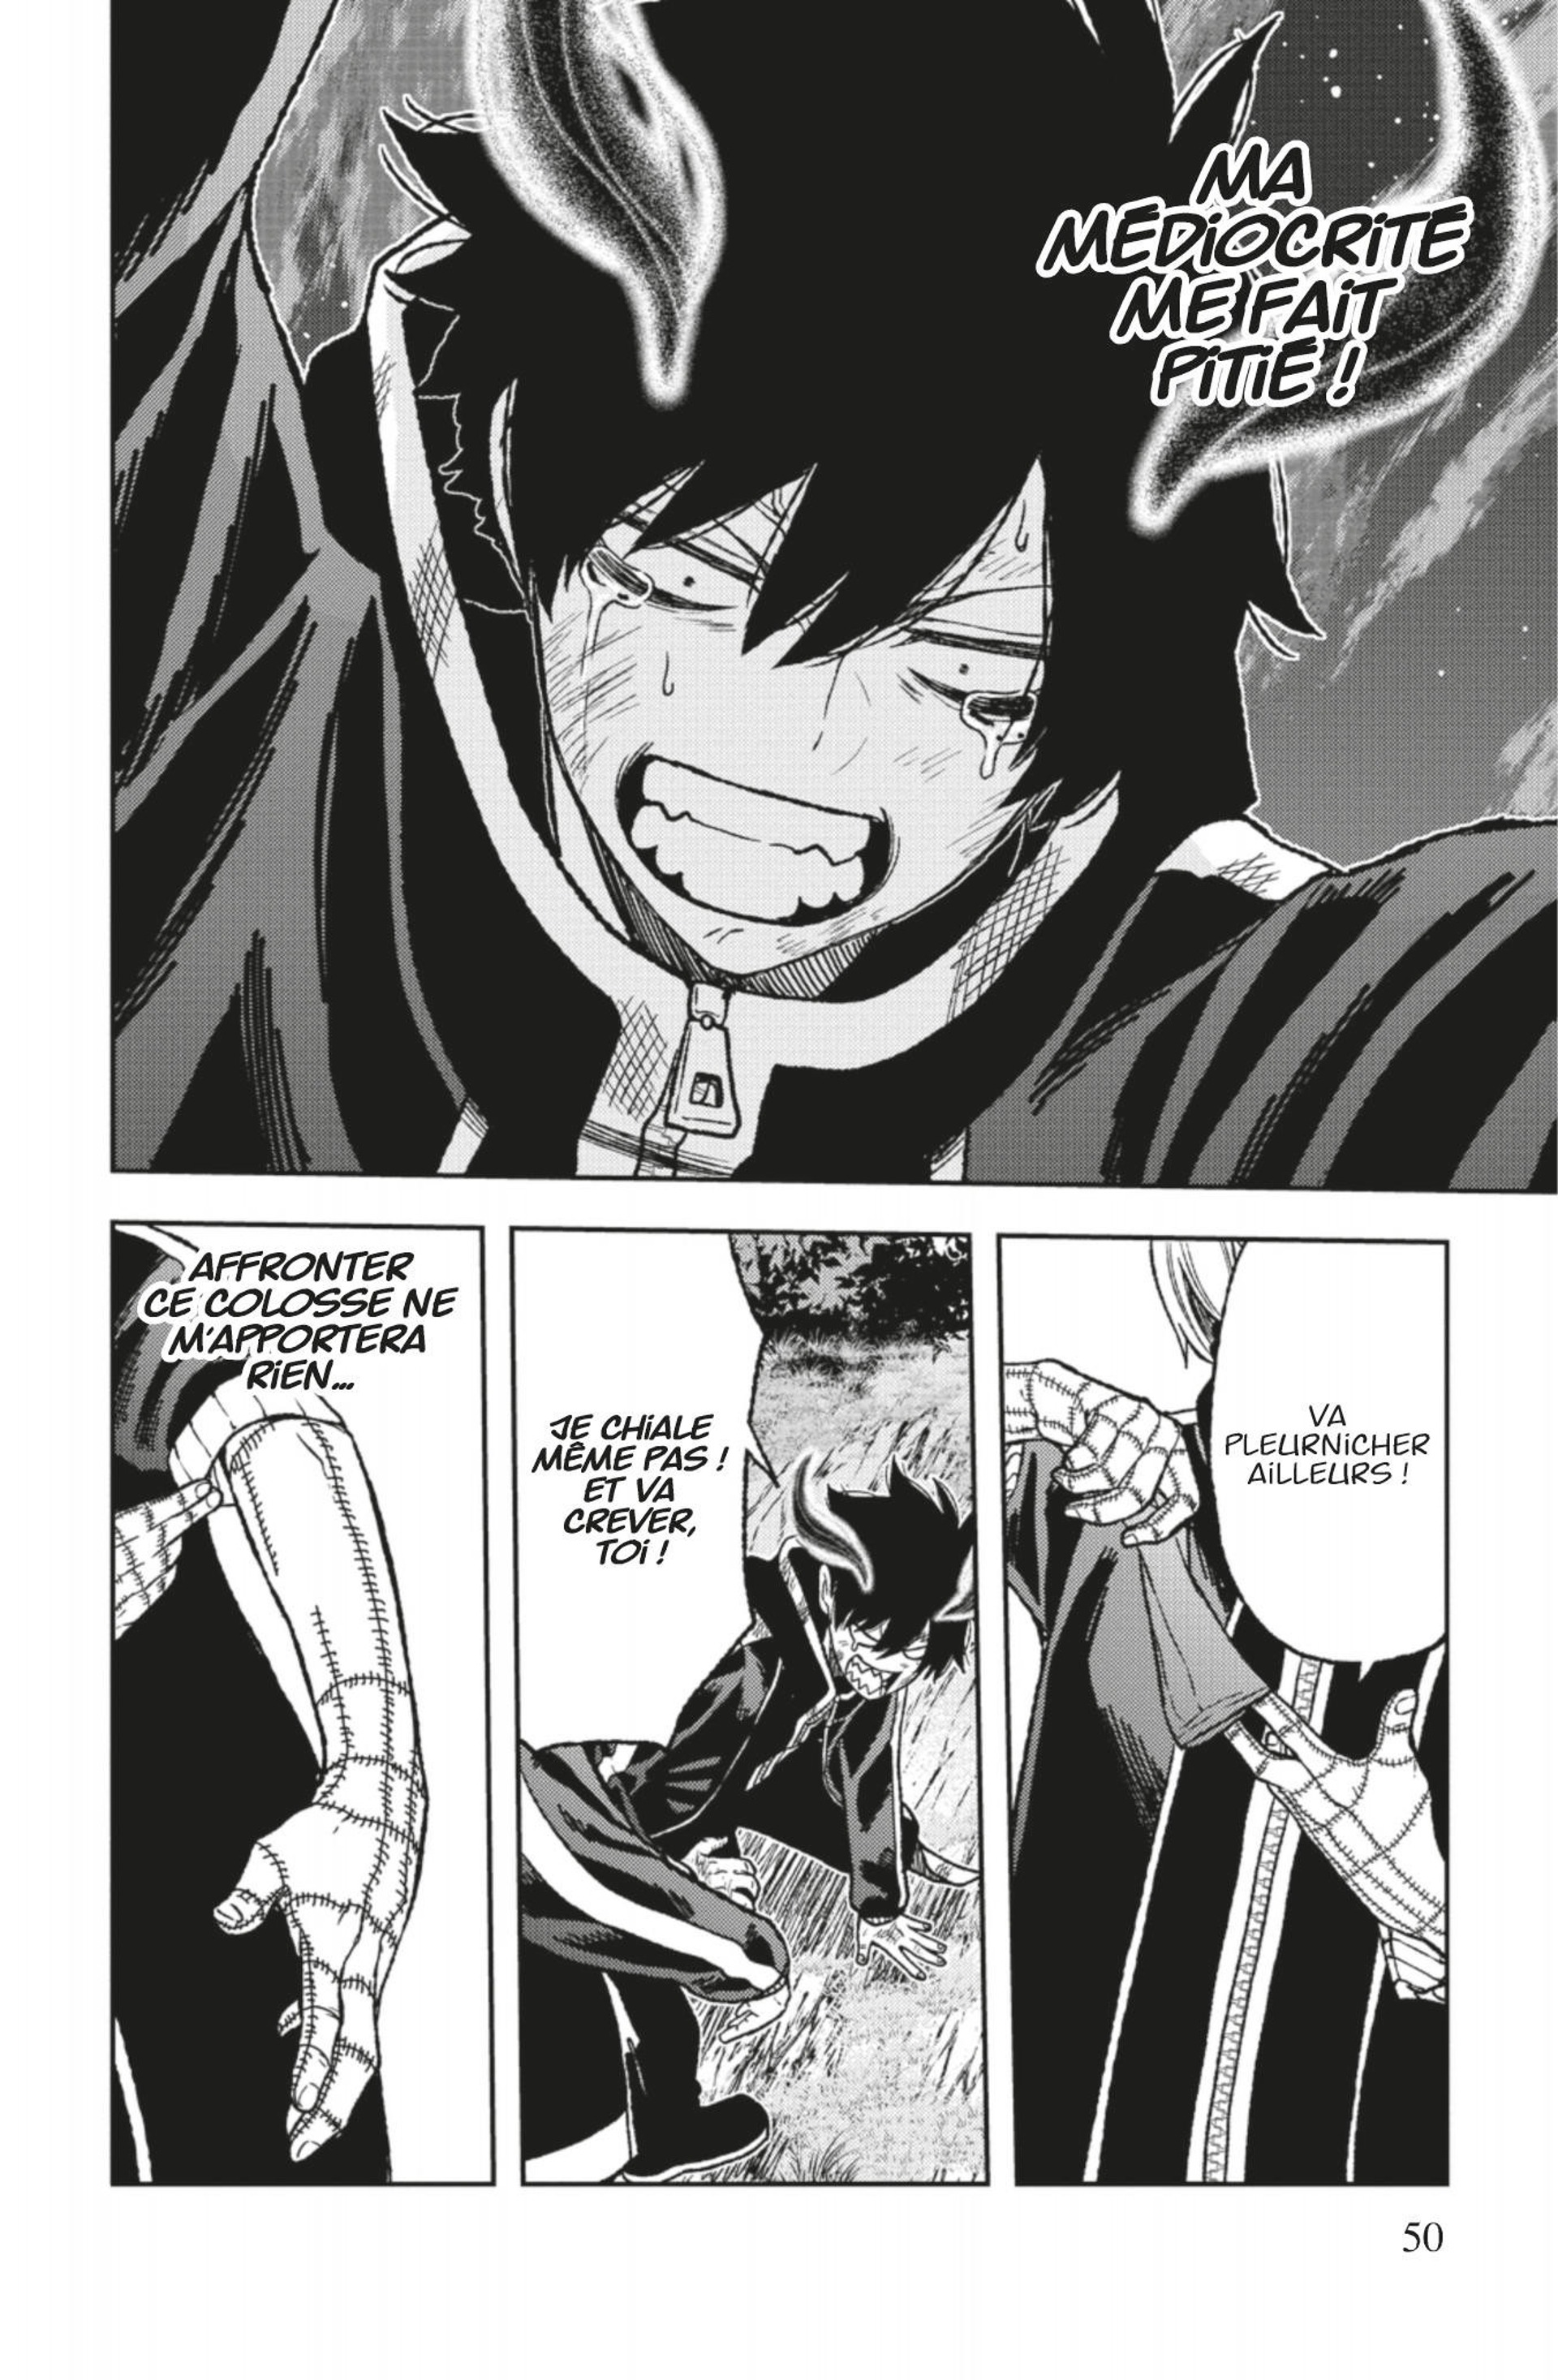 MA
MÉDIOCRITÉ
ME FAIT
PITIÉ !
VA
PLEURNICHER
AILLEURS !
JE CHIALE
MÊME PAS !
ET VA
CREVER,
TOI !
AFFRONTER
CE COLOSSE NE
M'APPORTERA
RIEN...
50